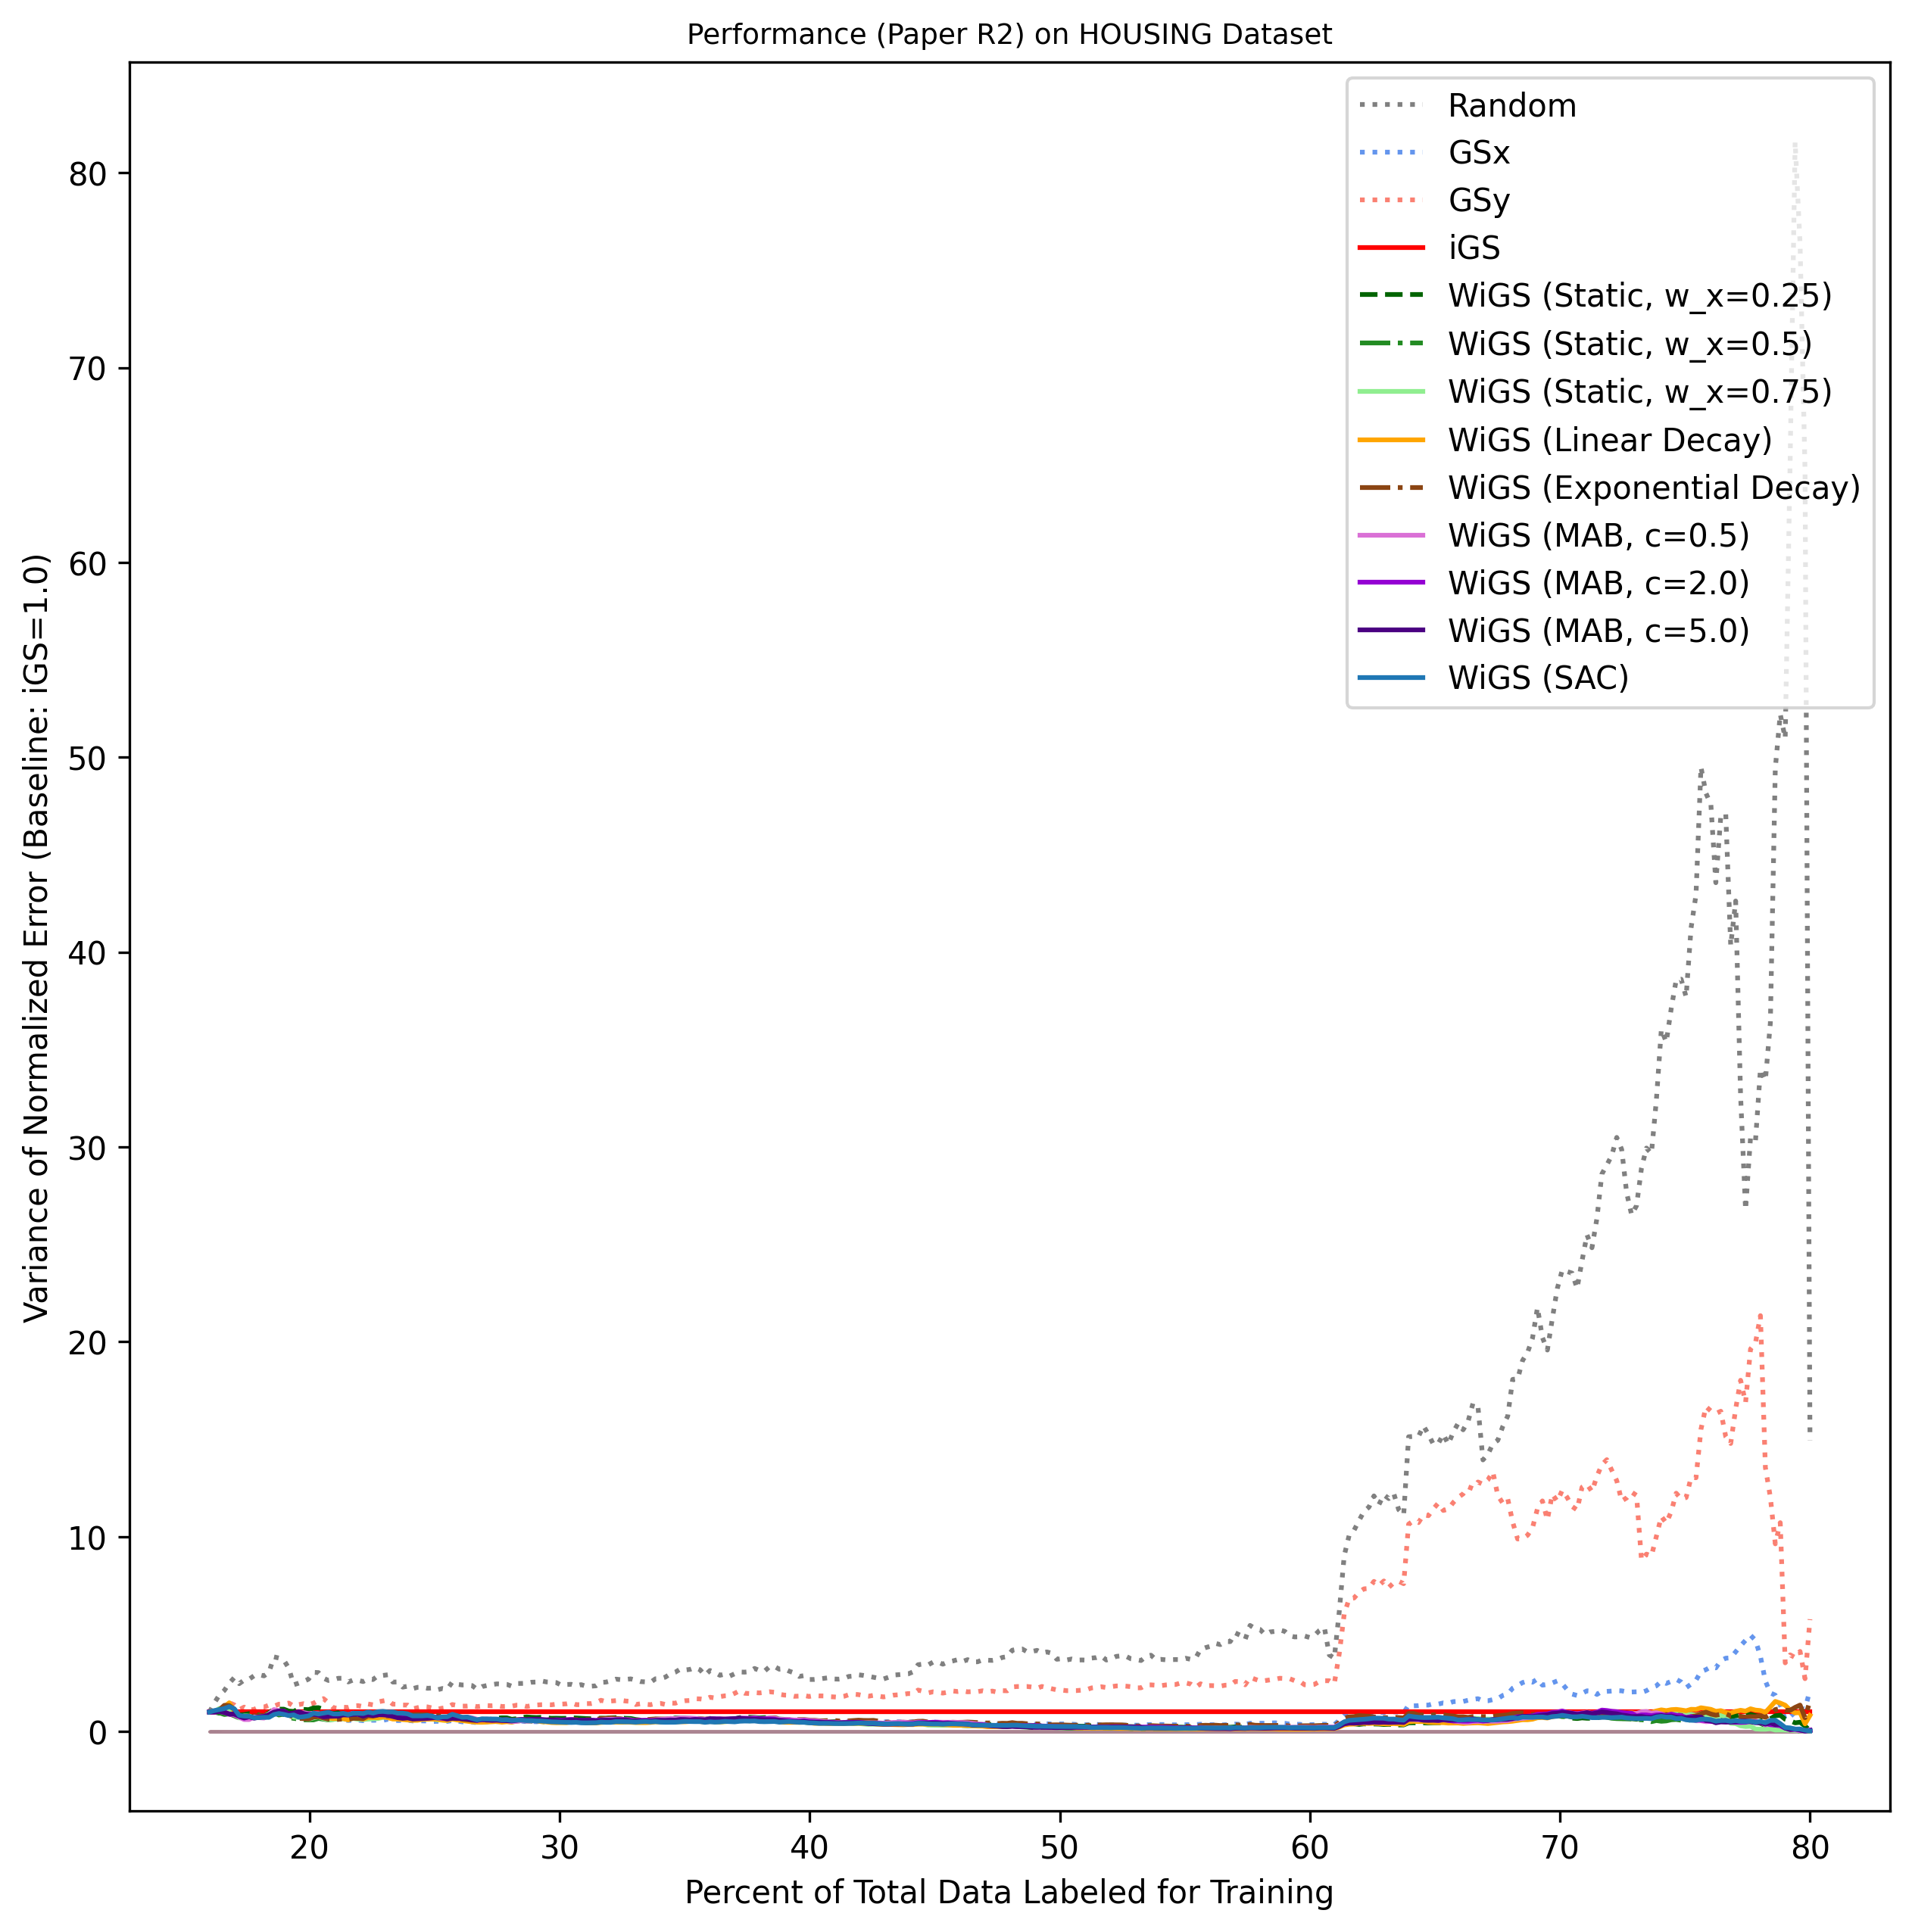 Performance (Paper R2) on HOUSING Dataset
Variance of Normalized Error (Baseline: iGS=1.0)
80
70
60
50
40
30
20
10
0
Random
GSx
GSy
iGS
WiGS (Static, w_x=0.25)
WiGS (Static, w_x=0.5)
WiGS (Static, w_x=0.75)
WiGS (Linear Decay)
WiGS (Exponential Decay)
WiGS (MAB, c=0.5)
WiGS (MAB, c=2.0)
WiGS (MAB, c=5.0)
WiGS (SAC)
20
30
40
50
60
70
80
Percent of Total Data Labeled for Training